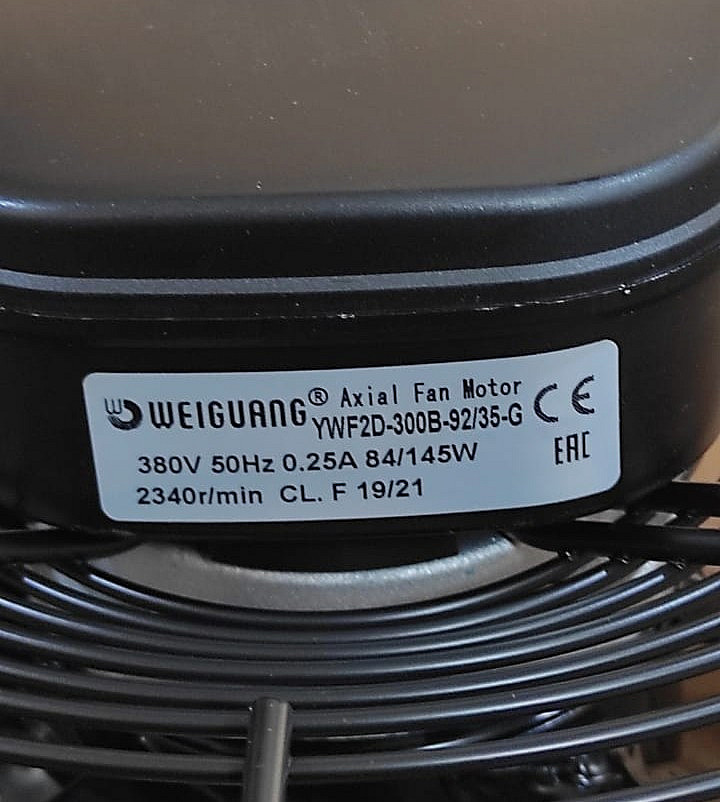 WEIGUANG® Axial Fan Motor
YWF2D-300B-92/35-G
CE
380V 50Hz 0.25A 84/145W
EAC
2340r/min CL. F 19/21